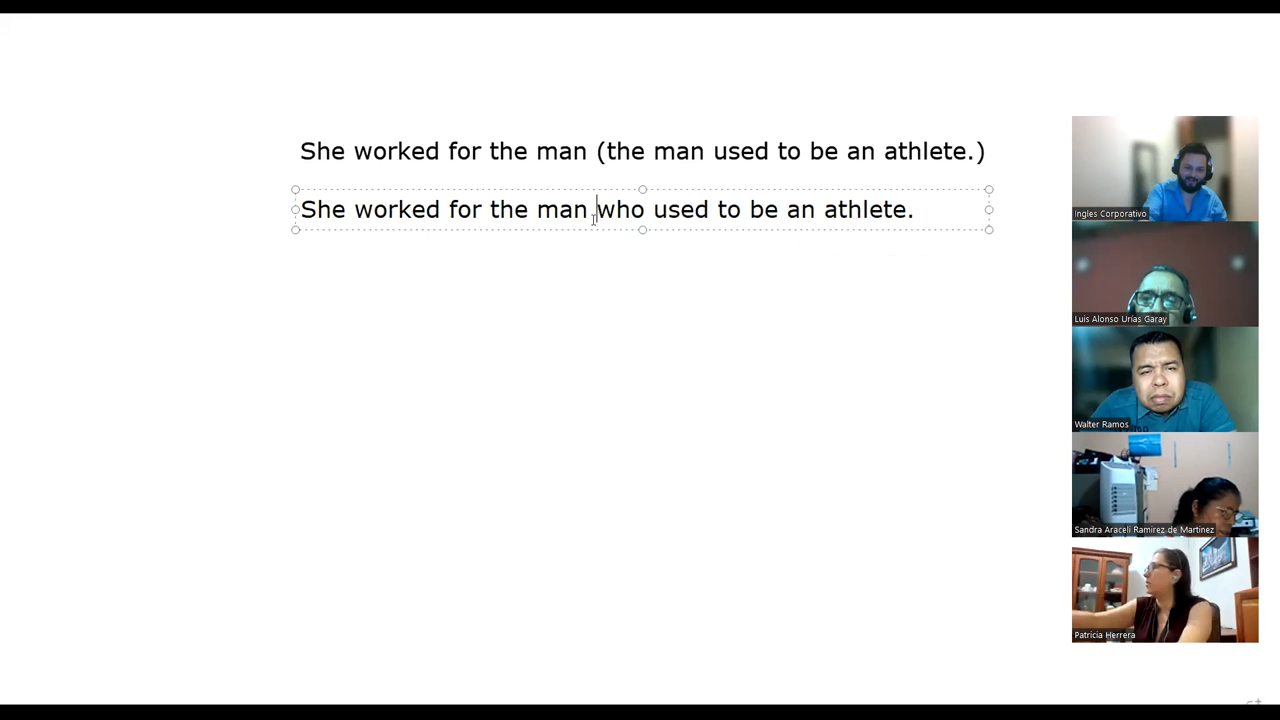 She worked for the man (the man used to be an athlete.)
She worked for the man who used to be an athlete.
Ingles Corporativo
Luis Alonso Urías Garay
Walter Ramos
Sandra Araceli Ramirez de Martinez
Patricia Herrera